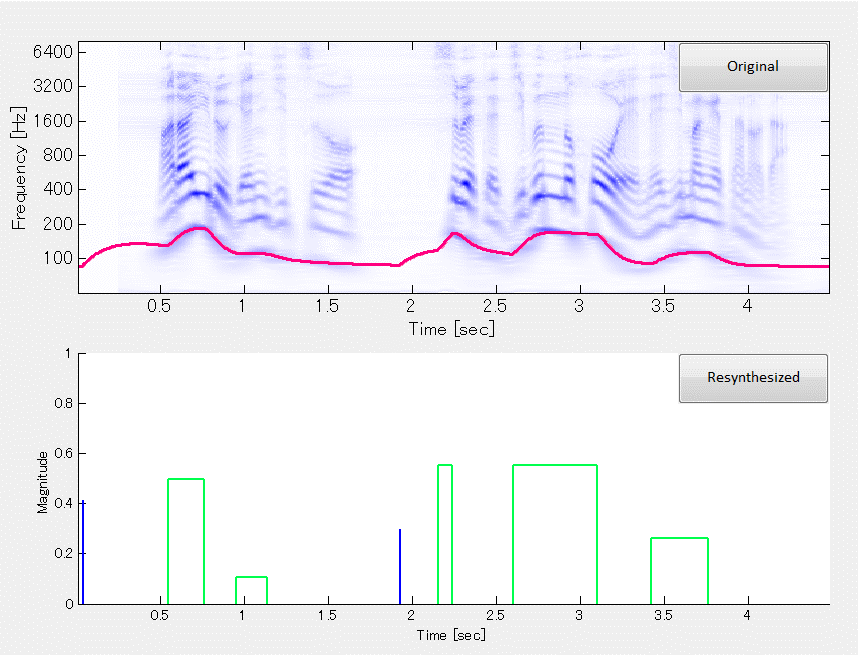 Original
Frequency [Hz]
6400
3200
1600
800
400
200
100
0.5 1 1.5 2 2.5 3 3.5 4
Time [sec]
Resynthesized
Magnitude
1
0.8
0.6
0.4
0.2
0
0.5 1 1.5 2 2.5 3 3.5 4
Time [sec]